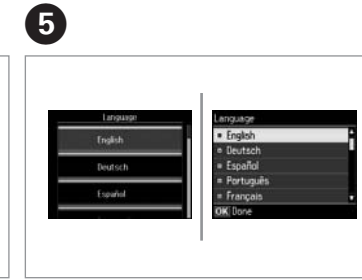 5
Language
English
Deutsch
Español
Language
English
Deutsch
Español
Português
Français
OK Done